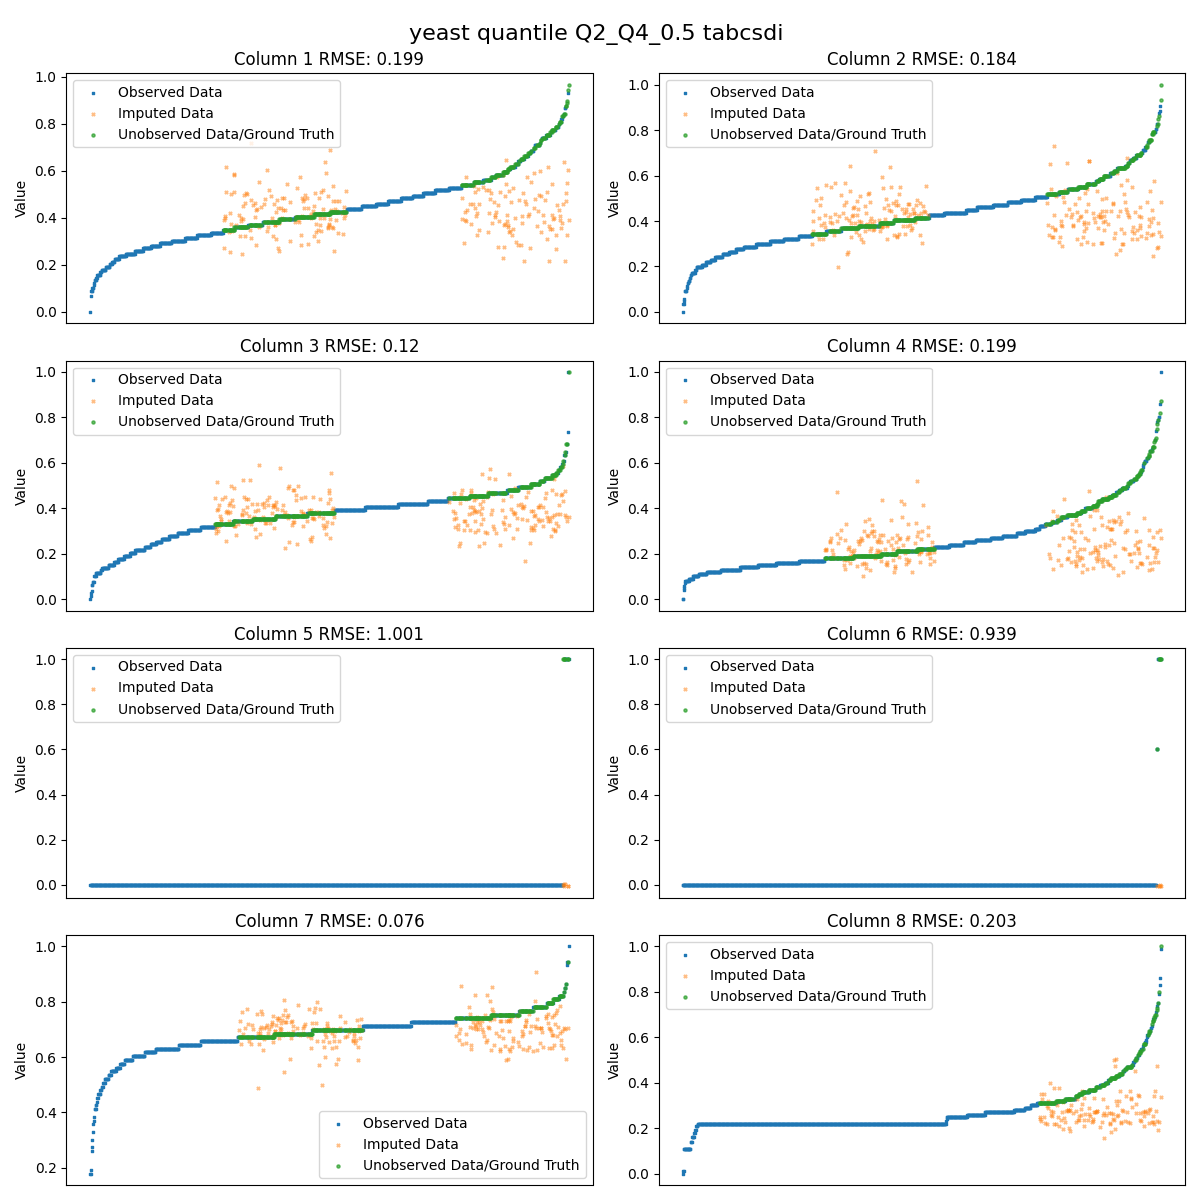 yeast quantile Q2_Q4_0.5 tabcsdi
Column 1 RMSE: 0.199
Observed Data
Imputed Data
Unobserved Data/Ground Truth
Value
1.0
0.8
0.6
0.4
0.2
0.0
Column 2 RMSE: 0.184
Observed Data
Imputed Data
Unobserved Data/Ground Truth
Value
1.0
0.8
0.6
0.4
0.2
0.0
Column 3 RMSE: 0.12
Observed Data
Imputed Data
Unobserved Data/Ground Truth
Value
1.0
0.8
0.6
0.4
0.2
0.0
Column 4 RMSE: 0.199
Observed Data
Imputed Data
Unobserved Data/Ground Truth
Value
1.0
0.8
0.6
0.4
0.2
0.0
Column 5 RMSE: 1.001
Observed Data
Imputed Data
Unobserved Data/Ground Truth
Value
1.0
0.8
0.6
0.4
0.2
0.0
Column 6 RMSE: 0.939
Observed Data
Imputed Data
Unobserved Data/Ground Truth
Value
1.0
0.8
0.6
0.4
0.2
0.0
Column 7 RMSE: 0.076
Observed Data
Imputed Data
Unobserved Data/Ground Truth
Value
1.0
0.8
0.6
0.4
0.2
Column 8 RMSE: 0.203
Observed Data
Imputed Data
Unobserved Data/Ground Truth
Value
1.0
0.8
0.6
0.4
0.2
0.0